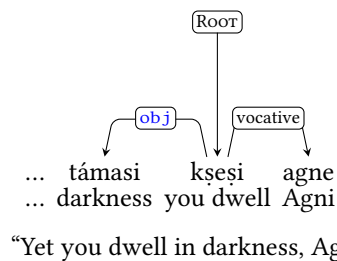 ROOT
obj vocative
... támasi kṣeṣi agne
... darkness you dwell Agni
“Yet you dwell in darkness, Ag